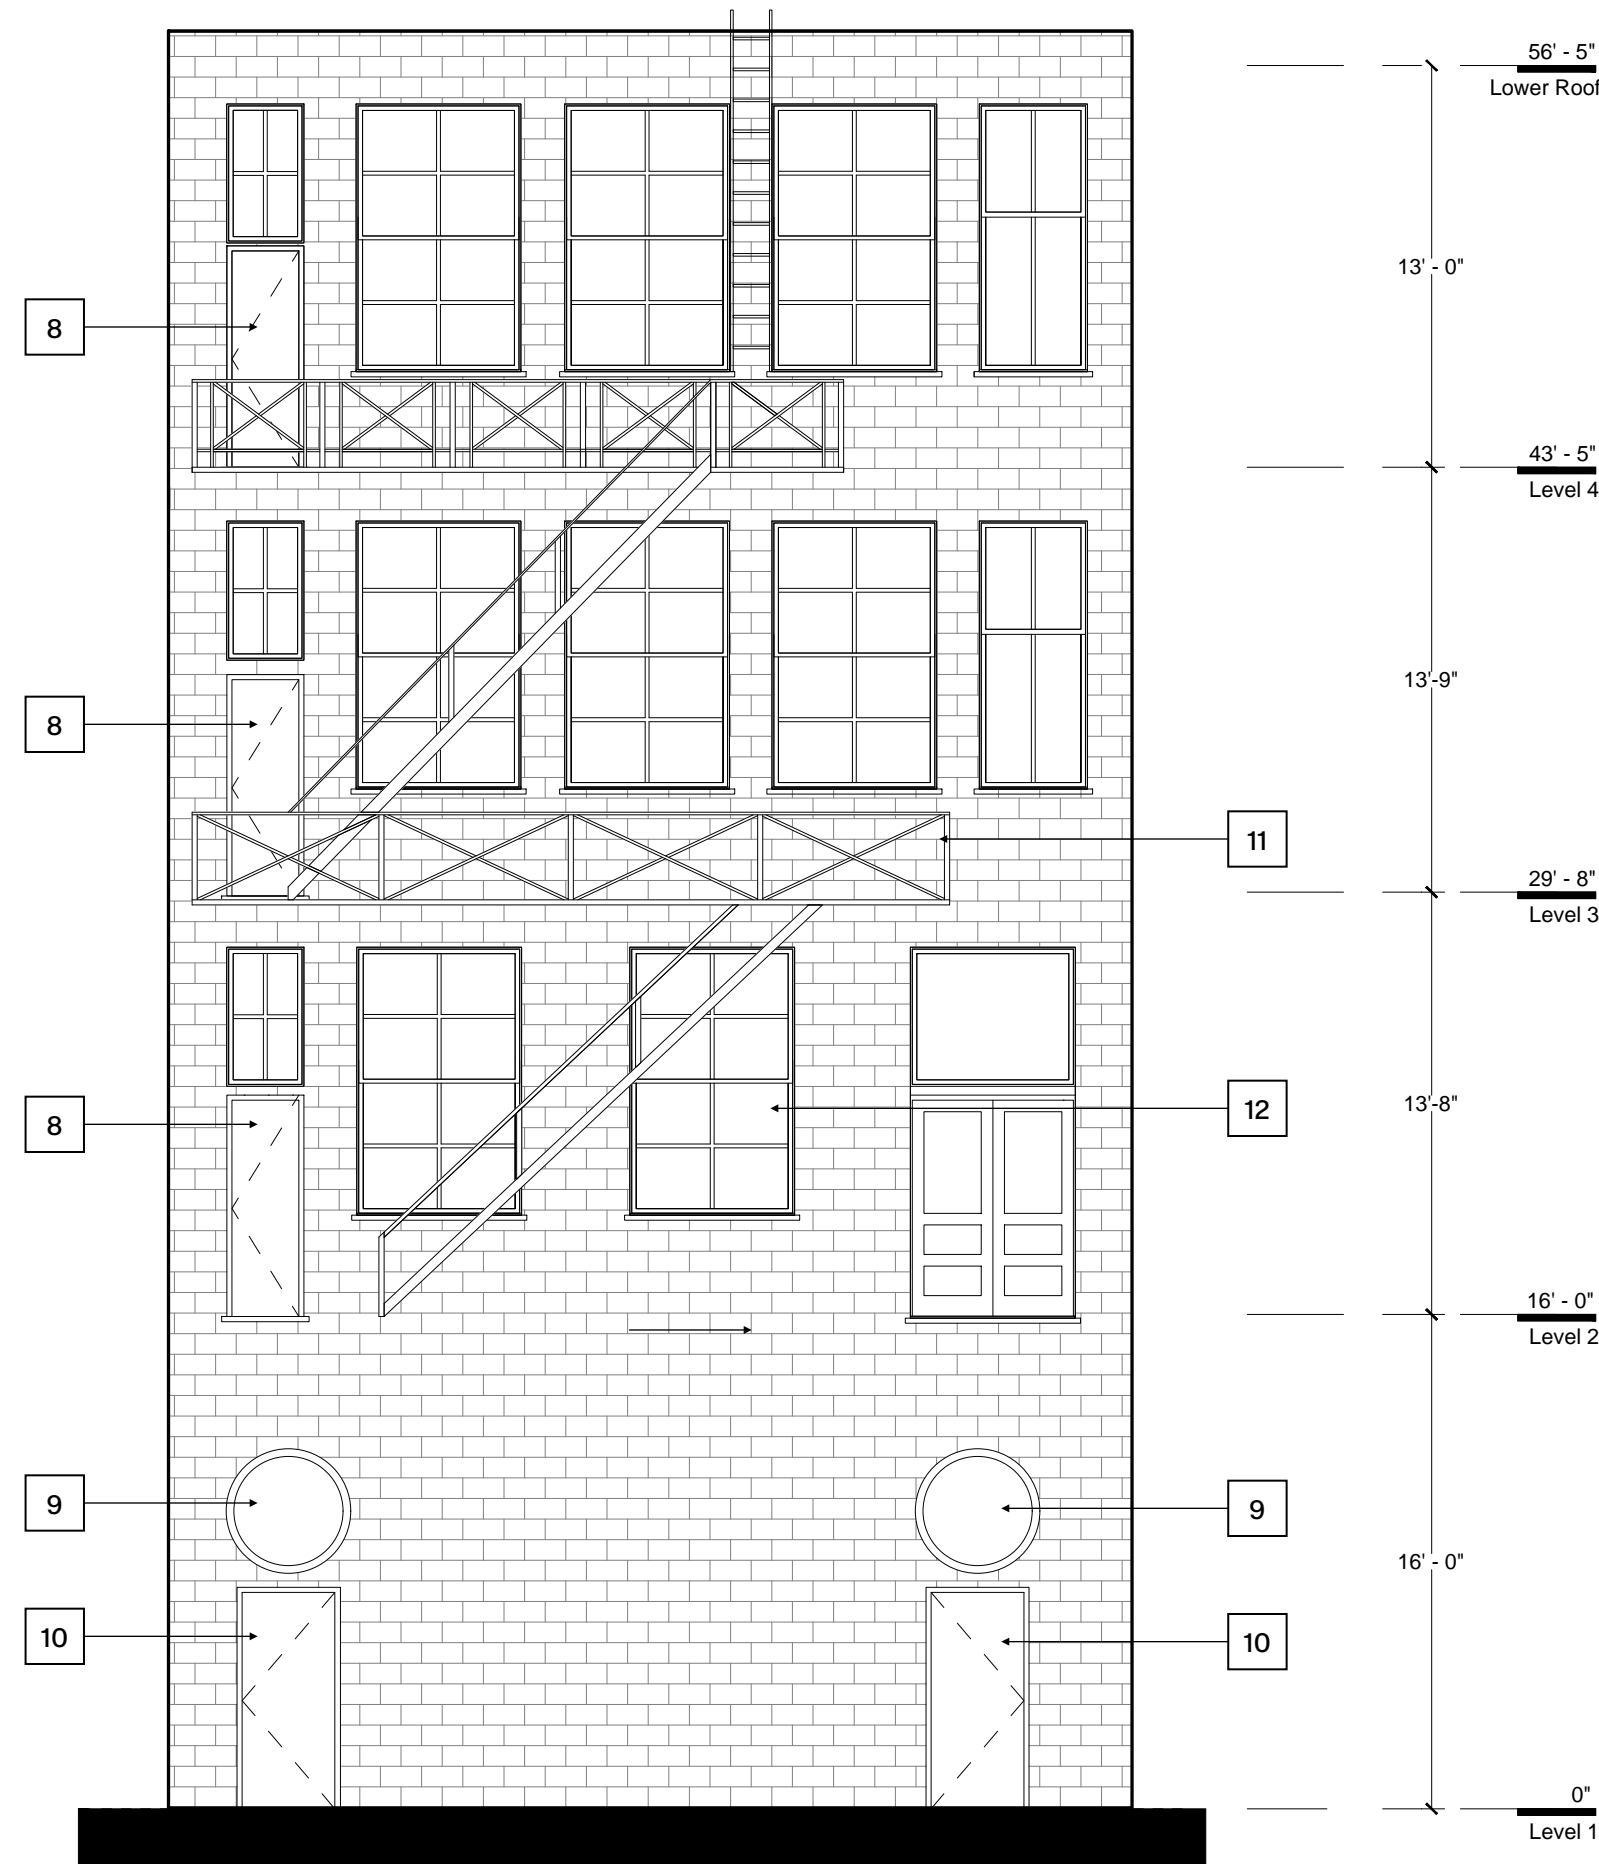 56' - 5"
Lower Roof
13' - 0"
8
43' - 5"
Level 4
13'-9"
8
11
29' - 8"
Level 3
13'-8"
8
12
16' - 0"
Level 2
9
9
16' - 0"
10
10
0"
Level 1